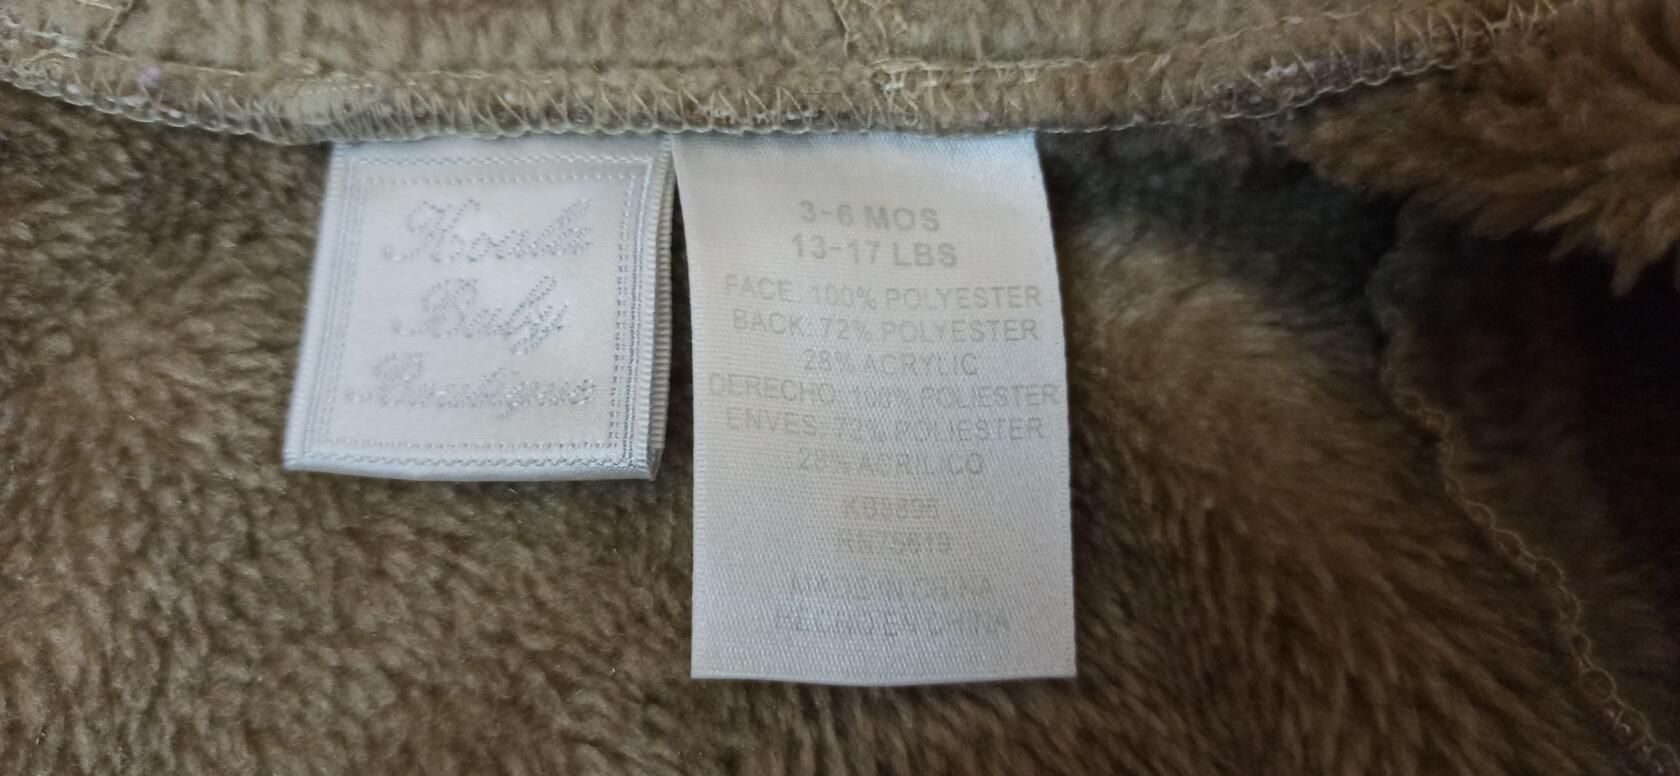 Koala
Baby
Boutique
3-6 MOS
13-17 LBS
FACE: 100% POLYESTER
BACK: 72% POLYESTER
28% ACRYLIC
DERECHO: 100% POLIESTER
ENVES: 72% POLIESTER
28% ACRILICO
MADE IN CHINA
HECHO EN CHINA